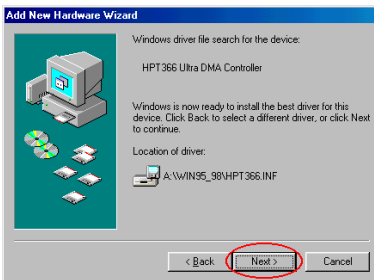 Add New Hardware Wizard
Windows driver file search for the device:
HPT366 Ultra DMA Controller
Windows is now ready to install the best driver for this
device. Click Back to select a different driver, or click Next
to continue.
Location of driver:
A:\WIN95_98\HPT366.INF
< Back
Next >
Cancel